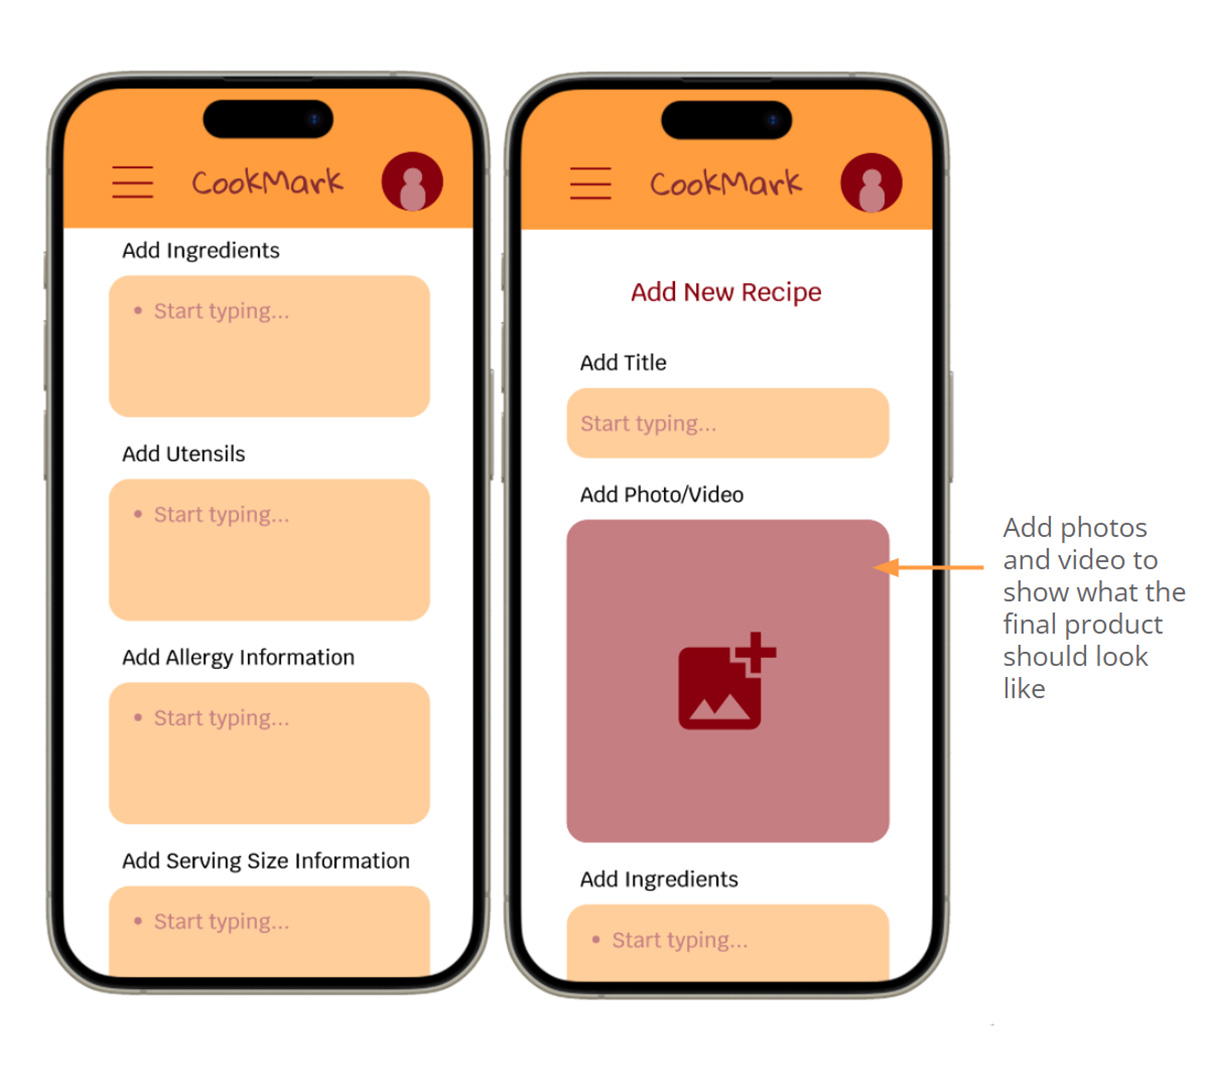 CookMark
Add Ingredients
• Start typing...
Add Utensils
• Start typing...
Add Allergy Information
• Start typing...
Add Serving Size Information
• Start typing...
CookMark
Add New Recipe
Add Title
Start typing...
Add Photo/Video
Add Ingredients
• Start typing...
Add photos
and video to
show what the
final product
should look
like